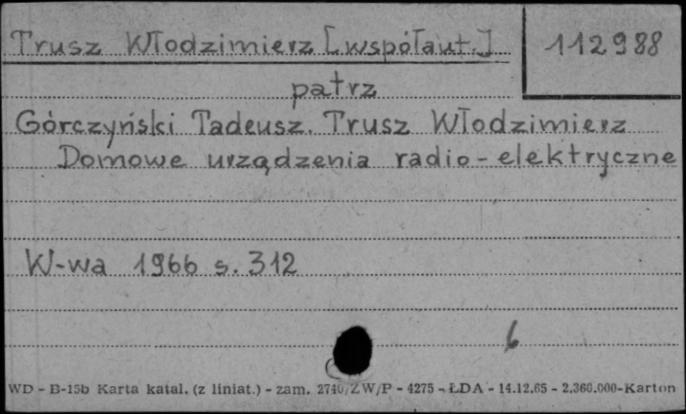 Trusz Włodzimierz [współaut.]
112988
patrz
Górczyński Tadeusz. Trusz Włodzimierz
Domowe urządzenia radio-elektryczne
W-wa 1966 s. 312
6
WD - B-15b Karta katal. (z liniat.) - zam. 2740/ZW/P - 4275 - ŁDA - 14.12.65 - 2.360.000-Karton